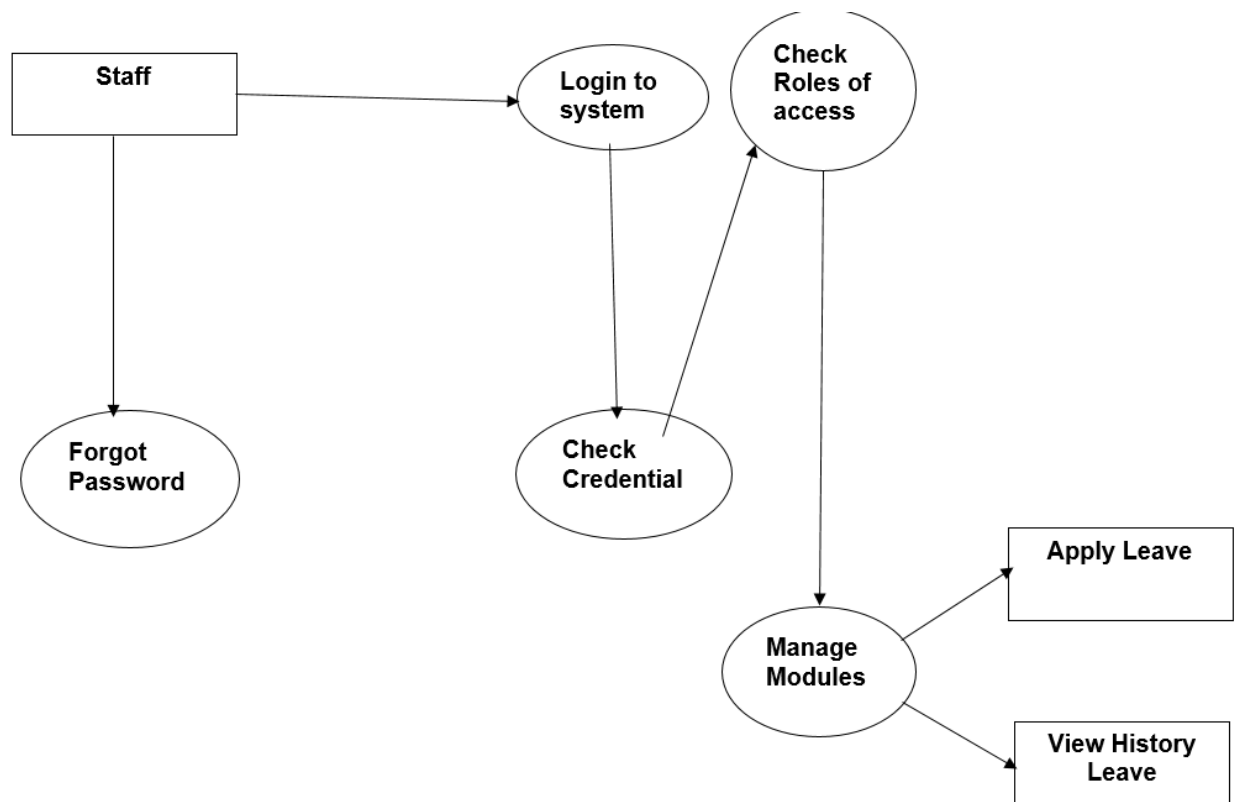 Staff
Login to
system
Check
Roles of
access
Forgot
Password
Check
Credential
Apply Leave
Manage
Modules
View History
Leave